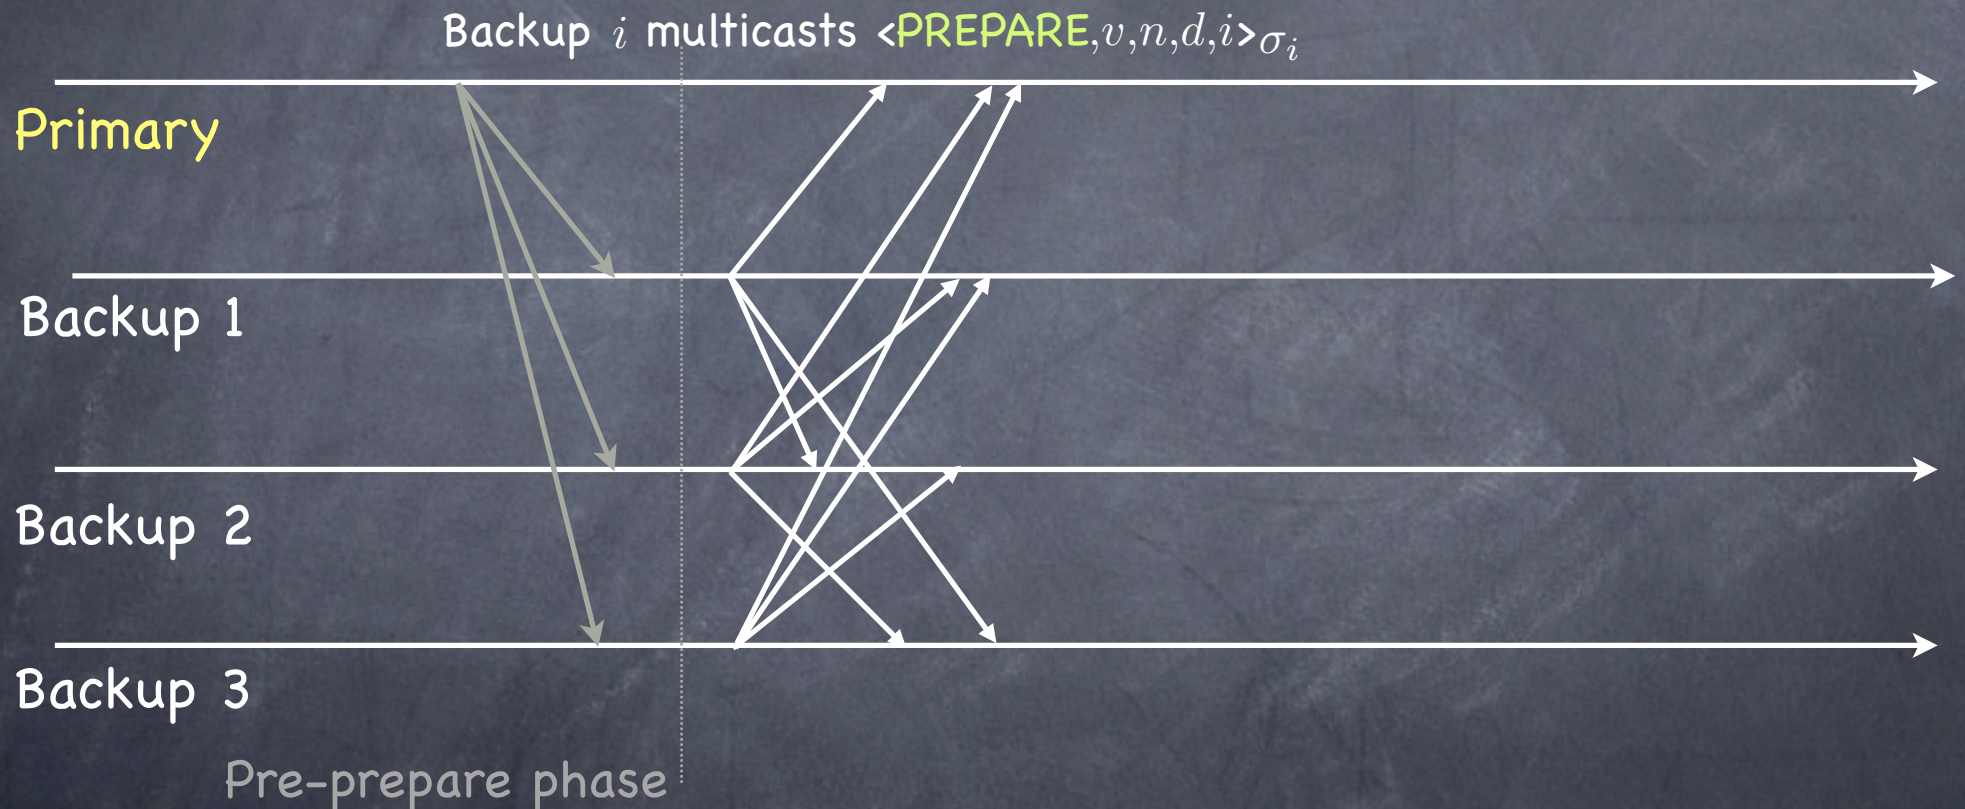 Backup i multicasts <PREPARE,v,n,d,i>σᵢ
Primary
Backup 1
Backup 2
Backup 3
Pre-prepare phase